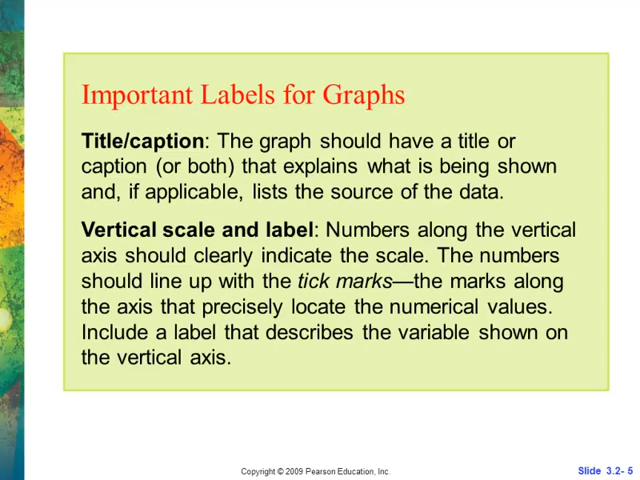 Important Labels for Graphs
Title/caption: The graph should have a title or
caption (or both) that explains what is being shown
and, if applicable, lists the source of the data.
Vertical scale and label: Numbers along the vertical
axis should clearly indicate the scale. The numbers
should line up with the tick marks—the marks along
the axis that precisely locate the numerical values.
Include a label that describes the variable shown on
the vertical axis.
Copyright © 2009 Pearson Education, Inc.
Slide 3.2- 5